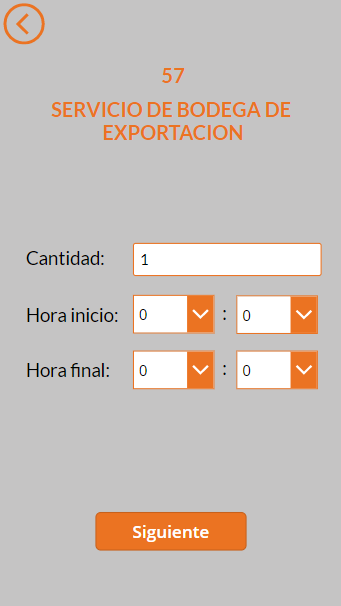 57
SERVICIO DE BODEGA DE
EXPORTACION
Cantidad: 1
Hora inicio: 0 : 0
Hora final: 0 : 0
Siguiente